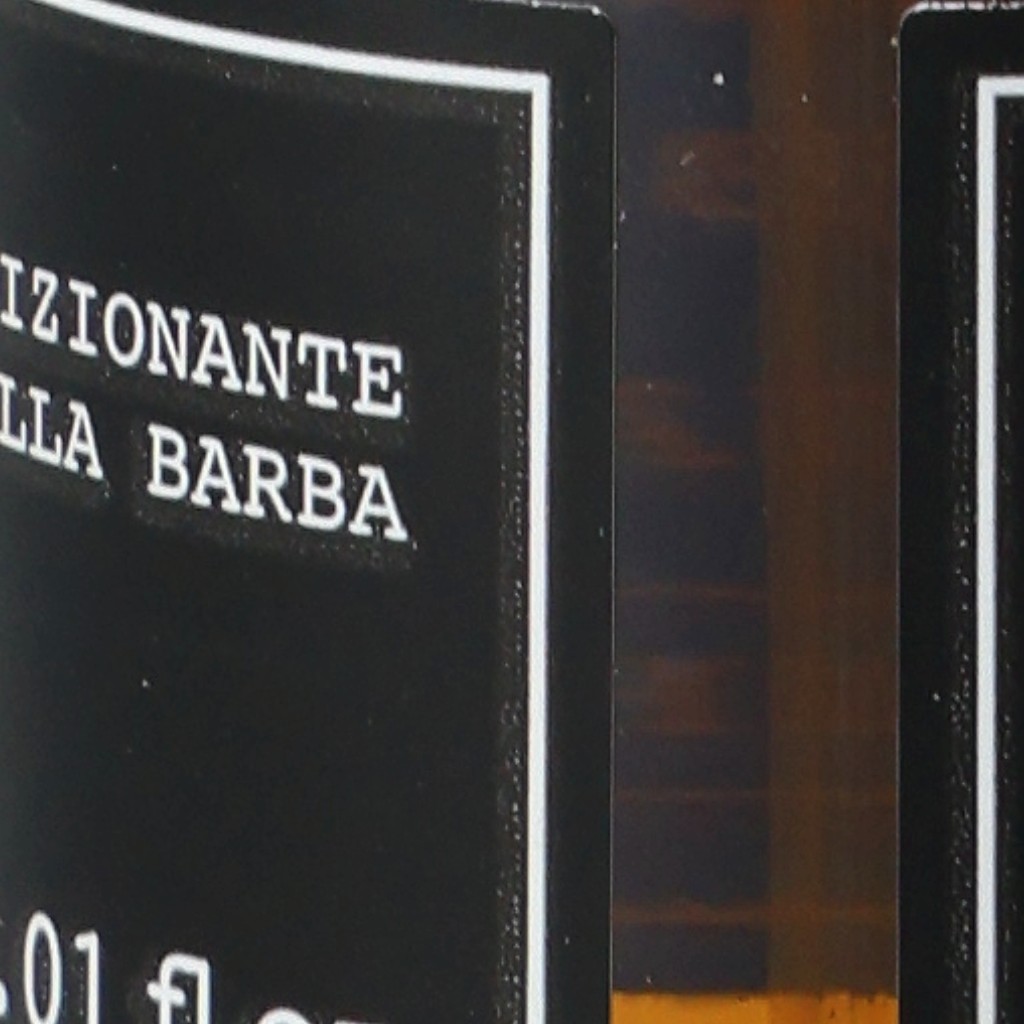 IZIONANTE
LLA BARBA
.01 fl